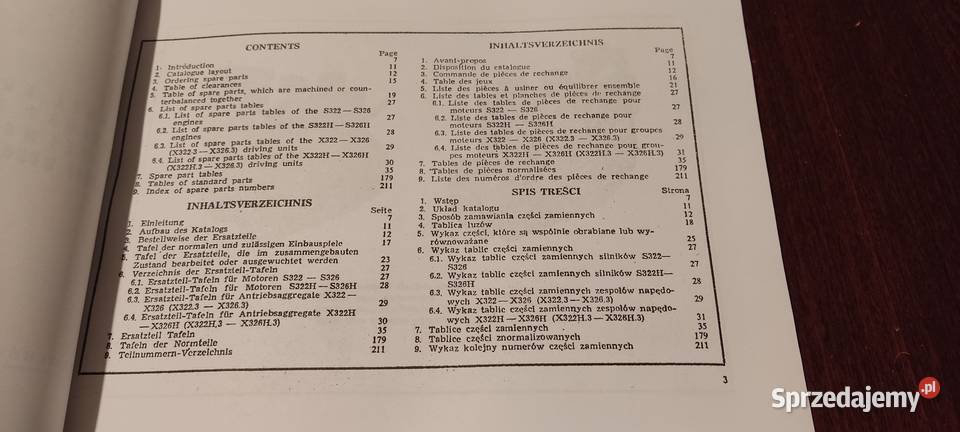 CONTENTS
Page
1. Introduction 7
2. Catalogue layout 11
3. Ordering spare parts 12
4. Table of clearances 15
5. Table of spare parts, which are machined or coun-
terbalanced together 19
6. List of spare parts tables 27
6.1. List of spare parts tables of the S322 — S326
engines 27
6.2. List of spare parts tables of the S322H — S326H
engines 28
6.3. List of spare parts tables of the X322 — X326
(X322.3 — X326.3) driving units 29
6.4. List of spare parts tables of the X322H — X326H
(X322H.3 — X326.3) driving units 30
7. Spare part tables 35
8. Tables of standard parts 179
9. Index of spare parts numbers 211
INHALTSVERZEICHNIS
Seite
1. Einleitung 7
2. Aufbau des Katalogs 11
3. Bestellweise der Ersatzteile 12
4. Tafel der normalen und zulässigen Einbauspiele 17
5. Tafel der Ersatzteile, die im zusammengebauten
Zustand bearbeitet oder ausgewuchtet werden 23
6. Verzeichnis der Ersatzteil-Tafeln 27
6.1. Ersatzteil-Tafeln für Motoren S322 — S326 27
6.2. Ersatzteil-Tafeln für Motoren S322H — S326H 28
6.3. Ersatzteil-Tafeln für Antriebsaggregate X322 —
X326 (X322.3 — X326.3) 29
6.4. Ersatzteil-Tafeln für Antriebsaggregate X322H
— X326H (X322H,3 — X326H.3) 30
7. Ersatzteil Tafeln 35
8. Tafeln der Normteile 179
9. Teilnummern-Verzeichnis 211
INHALTSVERZEICHNIS
Page
1. Avant-propos 7
2. Disposition du catalogue 11
3. Commande de pièces de rechange 12
4. Table des jeux 16
5. Liste des pièces à usiner ou équilibrer ensemble 21
6. Liste des tables et planches de pièces de rechange 27
6.1. Liste des tables de pièces de rechange pour
moteurs S322 — S326 27
6.2. Liste des tables de pièces de rechange pour
moteurs S322H — S326H 28
6.3. Liste des tables de pièces de rechange pour groupes
moteurs X322 — X326 (X322.3 — X326.3) 29
6.4. Liste des tables de pièces de rechange pour grou-
pes moteurs X322H — X326H (X322H.3 — X326H.3) 31
7. Tables de pièces de rechange 35
8. Tables de pièces normalisées 179
9. Liste des numéros d'ordre des pièces de rechange 211
SPIS TREŚCI
Strona
1. Wstęp 7
2. Układ katalogu 11
3. Sposób zamawiania części zamiennych 12
4. Tablica luzów 18
5. Wykaz części, które są wspólnie obrabiane lub wy-
równoważane 25
6. Wykaz tablic części zamiennych 27
6.1. Wykaz tablic części zamiennych silników S322—
S326 27
6.2. Wykaz tablic części zamiennych silników S322H—
S326H 28
6.3. Wykaz tablic części zamiennych zespołów napędo-
wych X322—X326 (X322.3 — X326.3) 29
6.4. Wykaz tablic części zamiennych zespołów napędo-
wych X322H—X326H (X322H.3 — X326H.3) 31
7. Tablice części zamiennych 35
8. Tablice części znormalizowanych 179
9. Wykaz kolejny numerów części zamiennych 211
3
Sprzedajemy.pl